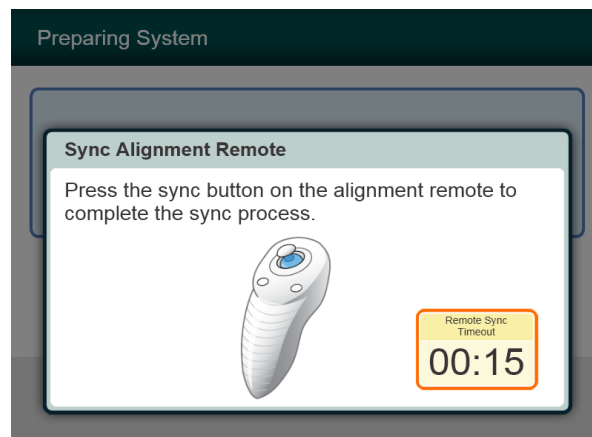 Preparing System
Sync Alignment Remote
Press the sync button on the alignment remote to
complete the sync process.
Remote Sync
Timeout
00:15